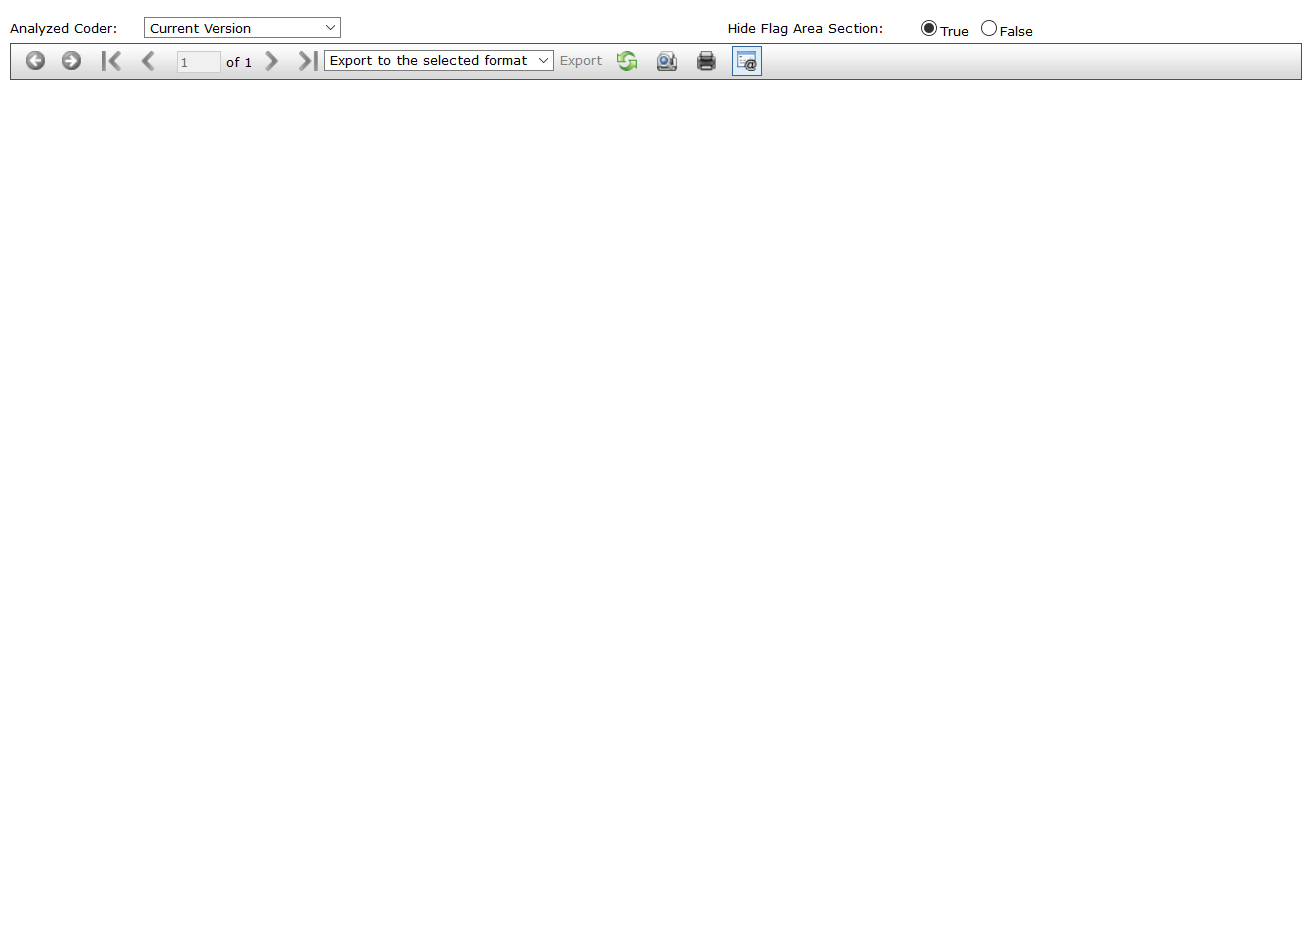 Analyzed Coder: Current Version Hide Flag Area Section: True False
1 of 1 Export to the selected format Export